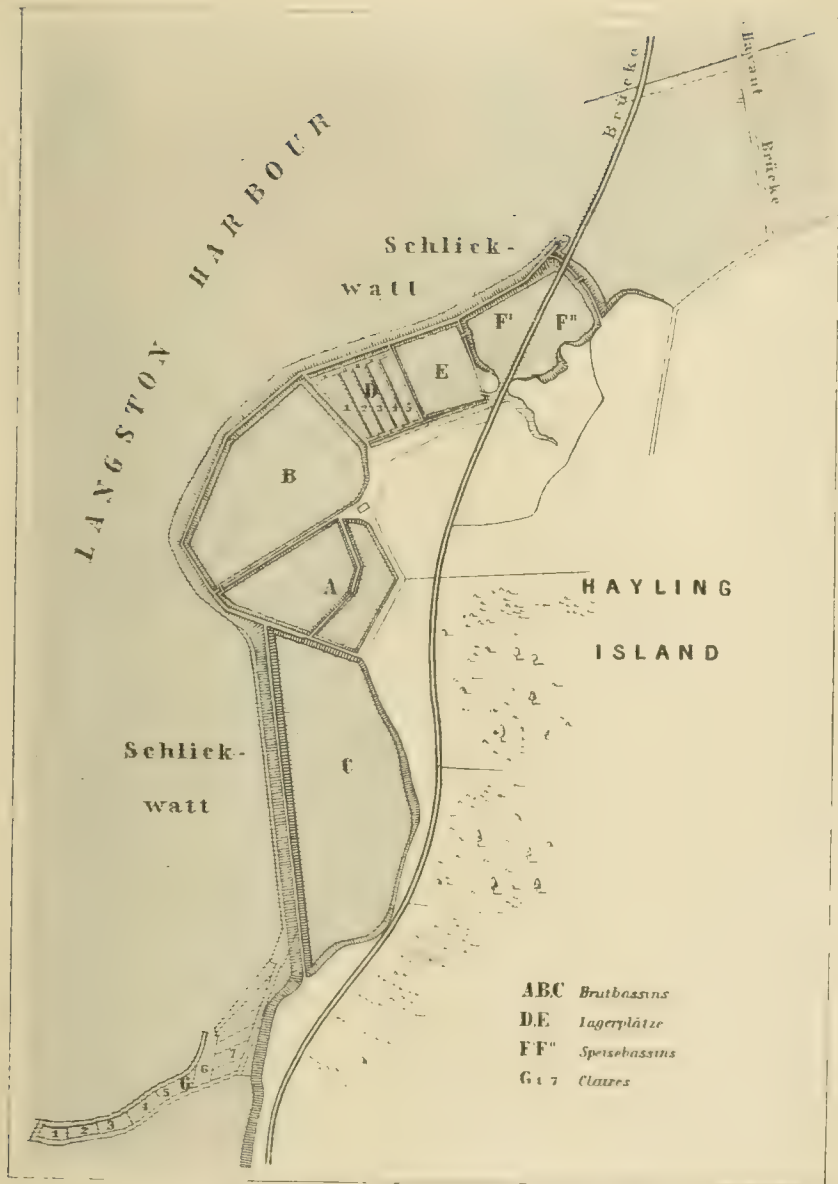 Brücke
Havant
Brücke
LANGSTON HARBOUR
Schlick-
watt
F' F"
E
D
1 2 3 4 5
B
A
HAYLING
ISLAND
Schlick-
watt
C
G
1 2 3 4 5 6 7
A.B.C Brutbassins
D.E Lagerplätze
F'F" Speisebassins
G 1 7 Claires